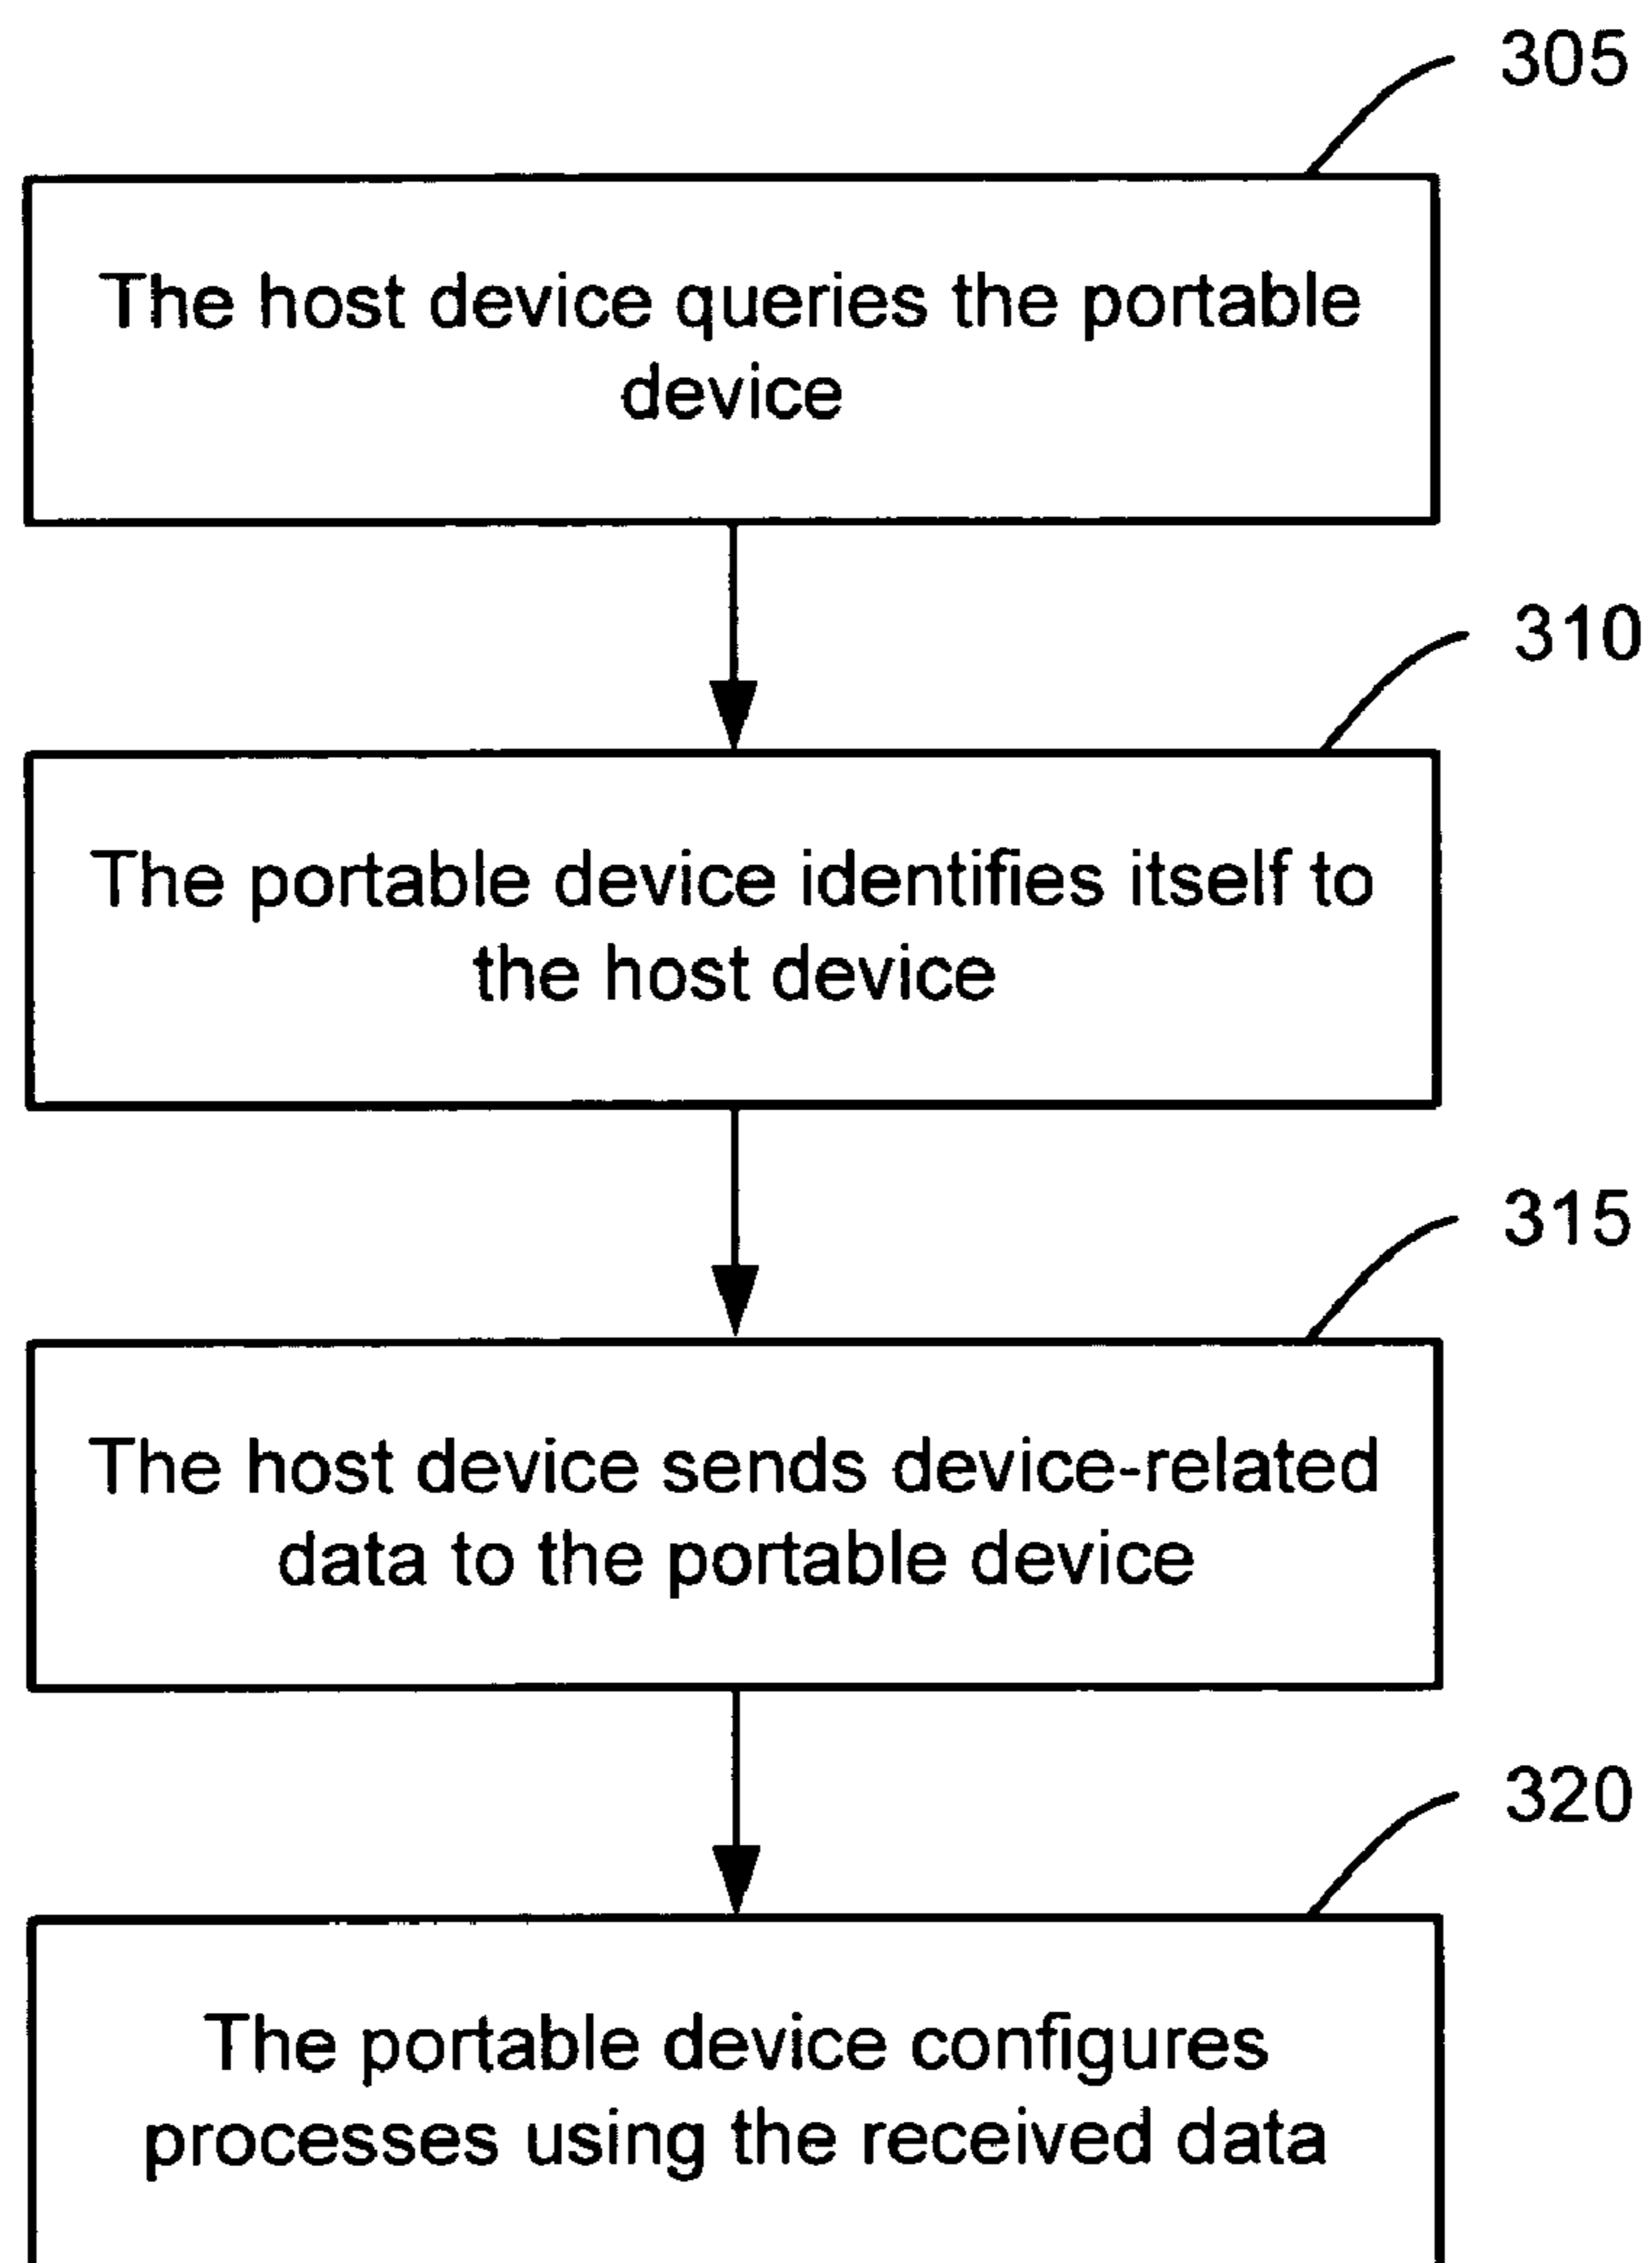 305
The host device queries the portable
device
310
The portable device identifies itself to
the host device
315
The host device sends device-related
data to the portable device
320
The portable device configures
processes using the received data